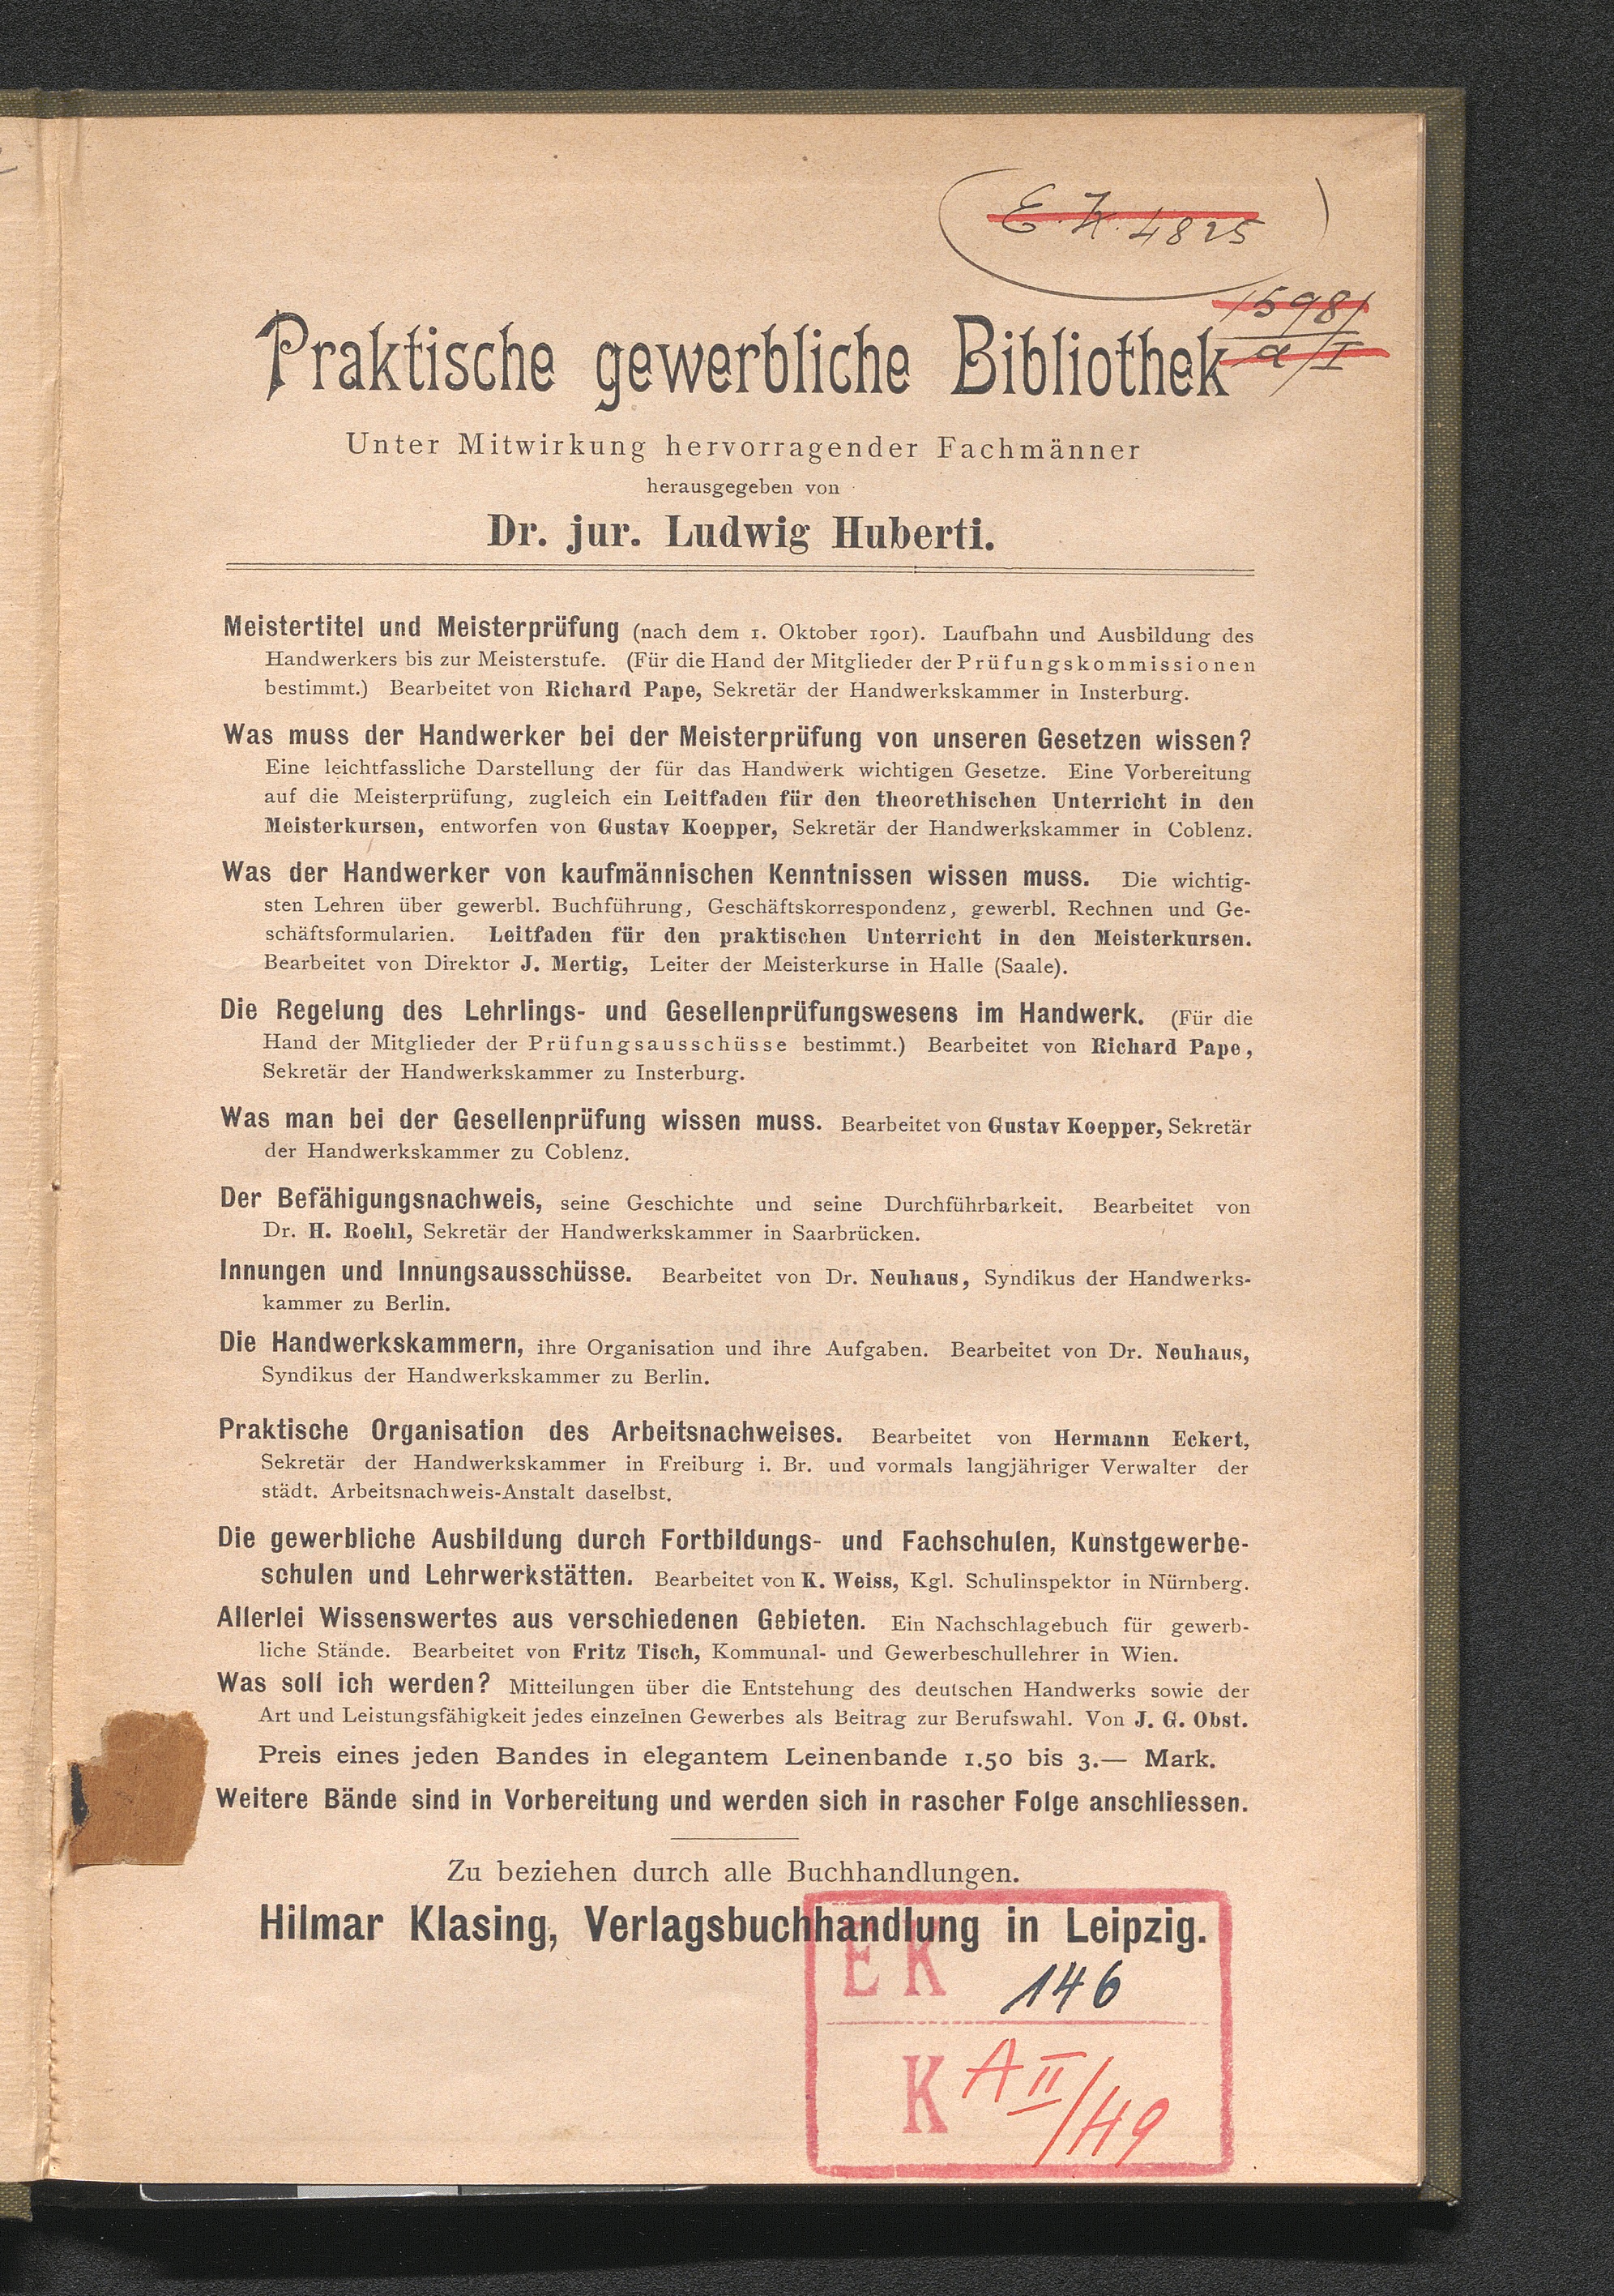 E. K. 4825
15981
a/I
Praktische gewerbliche Bibliothek
Unter Mitwirkung hervorragender Fachmänner
herausgegeben von
Dr. jur. Ludwig Huberti.
Meistertitel und Meisterprüfung (nach dem 1. Oktober 1901). Laufbahn und Ausbildung des
Handwerkers bis zur Meisterstufe. (Für die Hand der Mitglieder der Prüfungskommissionen
bestimmt.) Bearbeitet von Richard Pape, Sekretär der Handwerkskammer in Insterburg.
Was muss der Handwerker bei der Meisterprüfung von unseren Gesetzen wissen?
Eine leichtfassliche Darstellung der für das Handwerk wichtigen Gesetze. Eine Vorbereitung
auf die Meisterprüfung, zugleich ein Leitfaden für den theorethischen Unterricht in den
Meisterkursen, entworfen von Gustav Koepper, Sekretär der Handwerkskammer in Coblenz.
Was der Handwerker von kaufmännischen Kenntnissen wissen muss. Die wichtig-
sten Lehren über gewerbl. Buchführung, Geschäftskorrespondenz, gewerbl. Rechnen und Ge-
schäftsformularien. Leitfaden für den praktischen Unterricht in den Meisterkursen.
Bearbeitet von Direktor J. Mertig, Leiter der Meisterkurse in Halle (Saale).
Die Regelung des Lehrlings- und Gesellenprüfungswesens im Handwerk. (Für die
Hand der Mitglieder der Prüfungsausschüsse bestimmt.) Bearbeitet von Richard Pape,
Sekretär der Handwerkskammer zu Insterburg.
Was man bei der Gesellenprüfung wissen muss. Bearbeitet von Gustav Koepper, Sekretär
der Handwerkskammer zu Coblenz.
Der Befähigungsnachweis, seine Geschichte und seine Durchführbarkeit. Bearbeitet von
Dr. H. Roehl, Sekretär der Handwerkskammer in Saarbrücken.
Innungen und Innungsausschüsse. Bearbeitet von Dr. Neuhaus, Syndikus der Handwerks-
kammer zu Berlin.
Die Handwerkskammern, ihre Organisation und ihre Aufgaben. Bearbeitet von Dr. Neuhaus,
Syndikus der Handwerkskammer zu Berlin.
Praktische Organisation des Arbeitsnachweises. Bearbeitet von Hermann Eckert,
Sekretär der Handwerkskammer in Freiburg i. Br. und vormals langjähriger Verwalter der
städt. Arbeitsnachweis-Anstalt daselbst.
Die gewerbliche Ausbildung durch Fortbildungs- und Fachschulen, Kunstgewerbe-
schulen und Lehrwerkstätten. Bearbeitet von K. Weiss, Kgl. Schulinspektor in Nürnberg.
Allerlei Wissenswertes aus verschiedenen Gebieten. Ein Nachschlagebuch für gewerb-
liche Stände. Bearbeitet von Fritz Tisch, Kommunal- und Gewerbeschullehrer in Wien.
Was soll ich werden? Mitteilungen über die Entstehung des deutschen Handwerks sowie der
Art und Leistungsfähigkeit jedes einzelnen Gewerbes als Beitrag zur Berufswahl. Von J. G. Obst.
Preis eines jeden Bandes in elegantem Leinenbande 1.50 bis 3.— Mark.
Weitere Bände sind in Vorbereitung und werden sich in rascher Folge anschliessen.
Zu beziehen durch alle Buchhandlungen.
Hilmar Klasing, Verlagsbuchhandlung in Leipzig.
EK 146
K A II/49